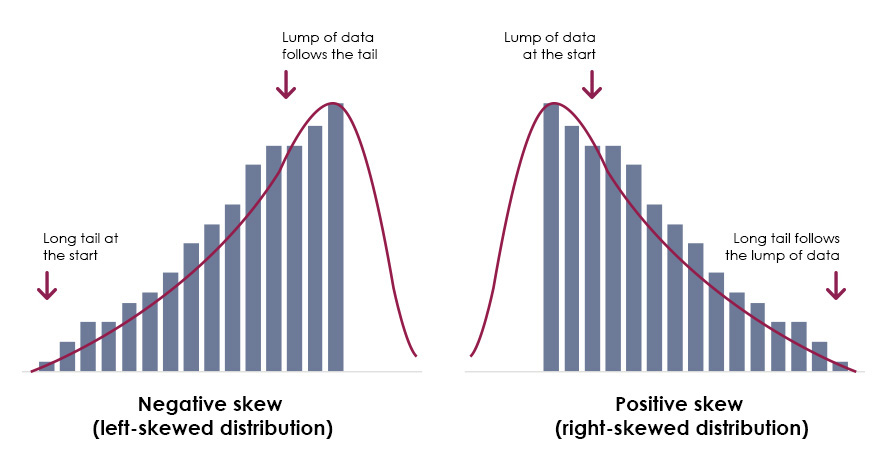 Lump of data
follows the tail
Long tail at
the start
Negative skew
(left-skewed distribution)
Lump of data
at the start
Long tail follows
the lump of data
Positive skew
(right-skewed distribution)